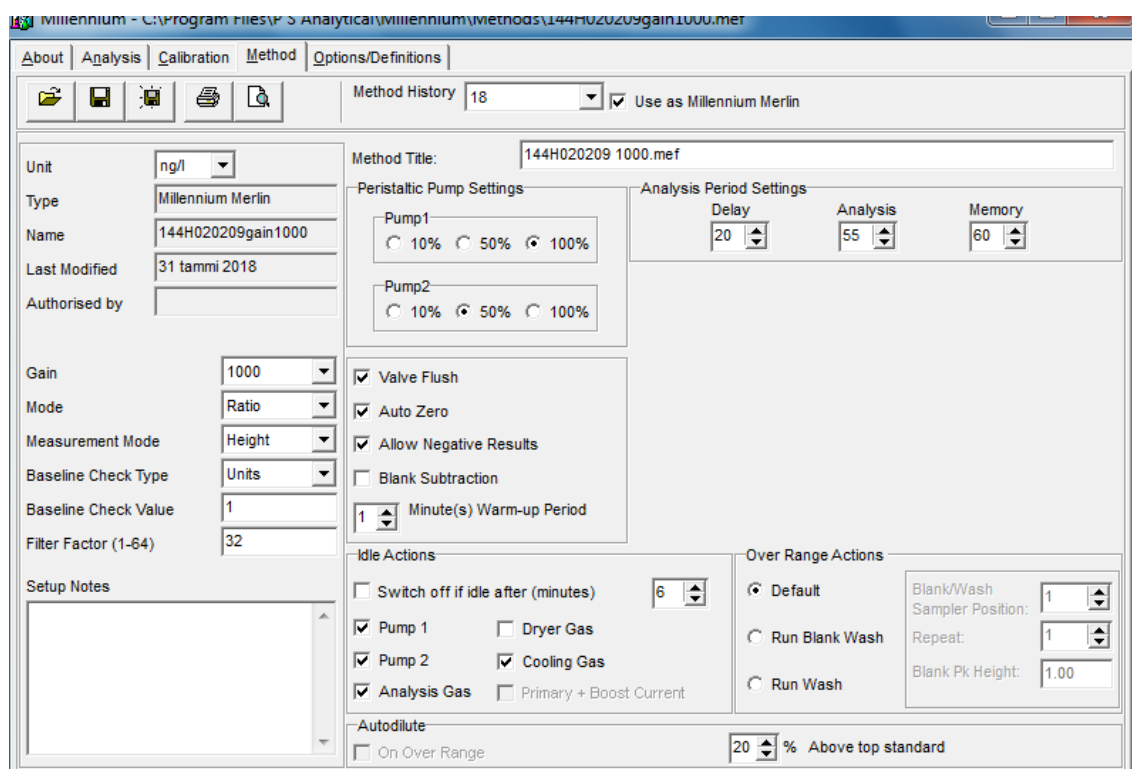 Millennium - C:\Program Files\P S Analytical\Millennium\Methods\144H020209gain1000.mef
About Analysis Calibration Method Options/Definitions
Method History 18 Use as Millennium Merlin
Unit ng/l
Type Millennium Merlin
Name 144H020209gain1000
Last Modified 31 tammi 2018
Authorised by
Method Title: 144H020209 1000.mef
Peristaltic Pump Settings
Pump1
10% 50% 100%
Pump2
10% 50% 100%
Analysis Period Settings
Delay Analysis Memory
20 55 60
Gain 1000
Mode Ratio
Measurement Mode Height
Baseline Check Type Units
Baseline Check Value 1
Filter Factor (1-64) 32
Setup Notes
Valve Flush
Auto Zero
Allow Negative Results
Blank Subtraction
1 Minute(s) Warm-up Period
Idle Actions
Switch off if idle after (minutes) 6
Pump 1 Dryer Gas
Pump 2 Cooling Gas
Analysis Gas Primary + Boost Current
Over Range Actions
Default
Run Blank Wash
Run Wash
Blank/Wash
Sampler Position: 1
Repeat: 1
Blank Pk Height: 1.00
Autodilute
On Over Range 20 % Above top standard